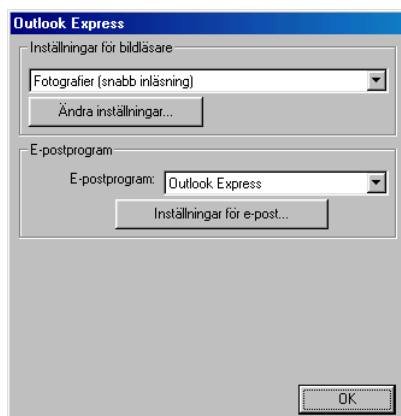 Outlook Express
Inställningar för bildläsare
Fotografier (snabb inläsning)
Ändra inställningar...
E-postprogram
E-postprogram: Outlook Express
Inställningar för e-post...
OK